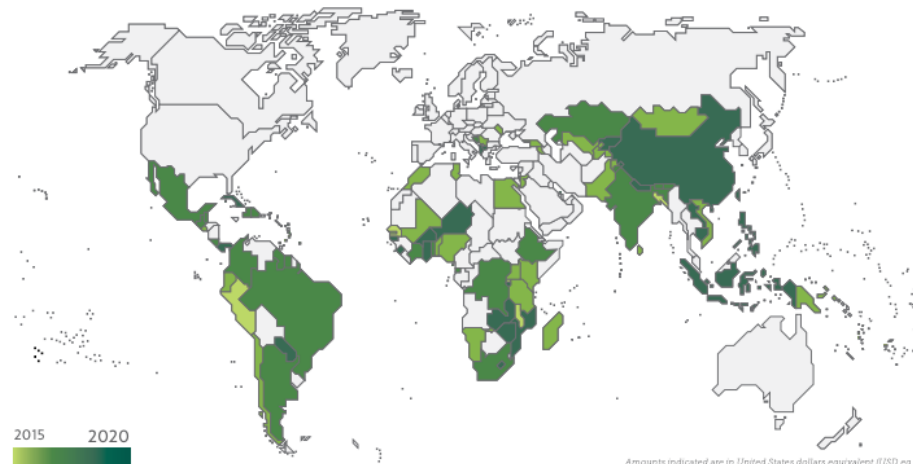 2015 2020
Amounts indicated are in United States dollars equivalent (USD eq